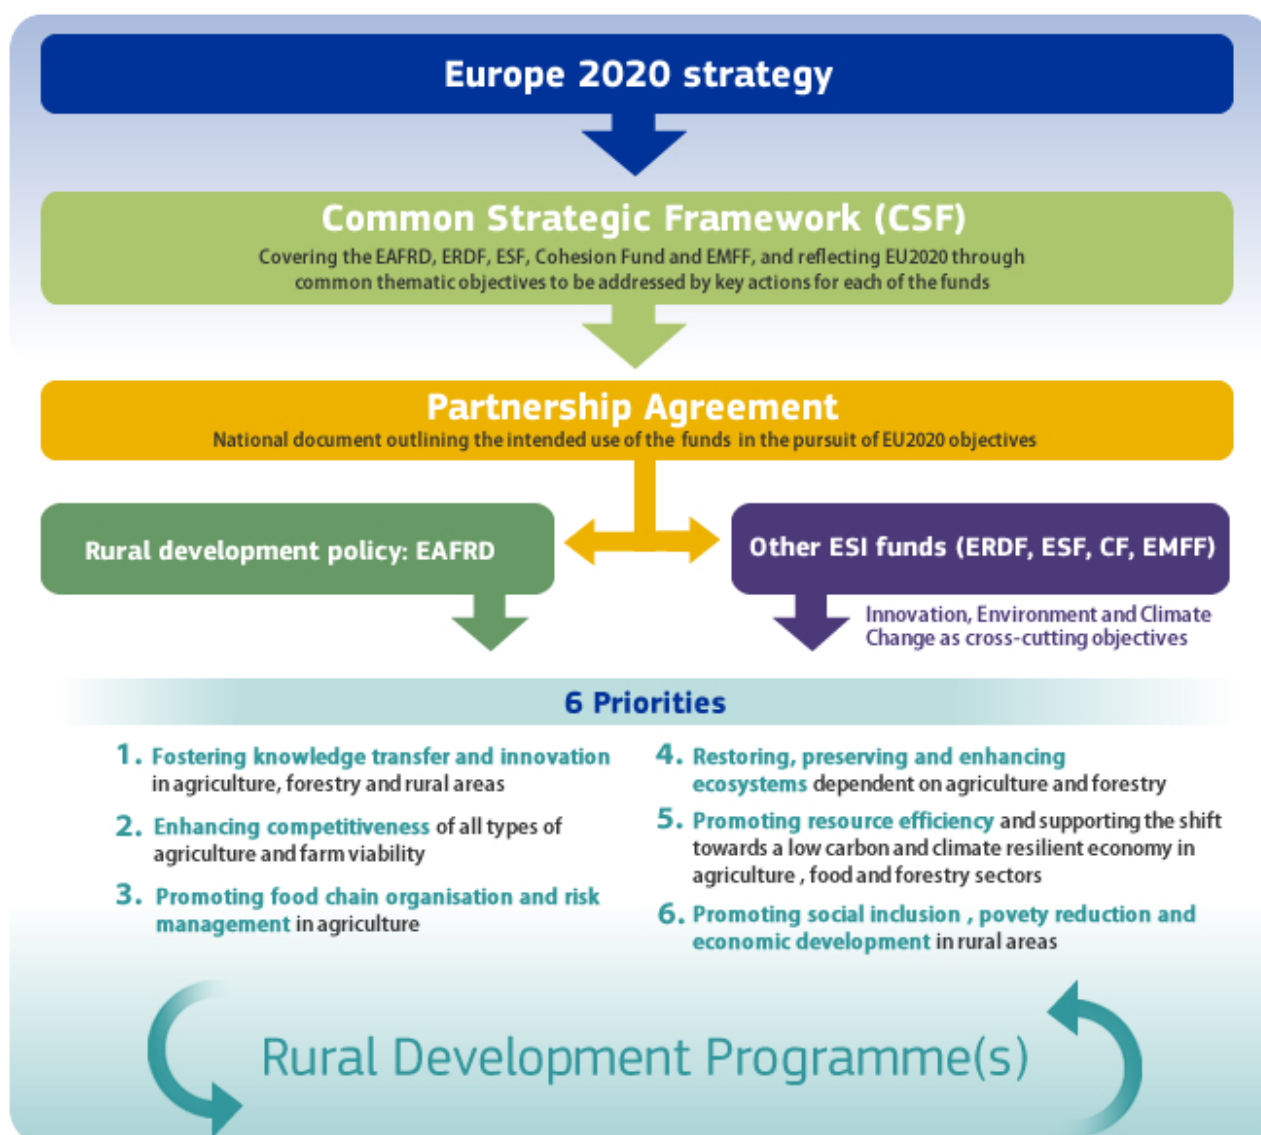 Europe 2020 strategy
Common Strategic Framework (CSF)
Covering the EAFRD, ERDF, ESF, Cohesion Fund and EMFF, and reflecting EU2020 through
common thematic objectives to be addressed by key actions for each of the funds
Partnership Agreement
National document outlining the intended use of the funds in the pursuit of EU2020 objectives
Rural development policy: EAFRD
Other ESI funds (ERDF, ESF, CF, EMFF)
Innovation, Environment and Climate
Change as cross-cutting objectives
6 Priorities
1. Fostering knowledge transfer and innovation
in agriculture, forestry and rural areas
2. Enhancing competitiveness of all types of
agriculture and farm viability
3. Promoting food chain organisation and risk
management in agriculture
4. Restoring, preserving and enhancing
ecosystems dependent on agriculture and forestry
5. Promoting resource efficiency and supporting the shift
towards a low carbon and climate resilient economy in
agriculture , food and forestry sectors
6. Promoting social inclusion , povety reduction and
economic development in rural areas
Rural Development Programme(s)